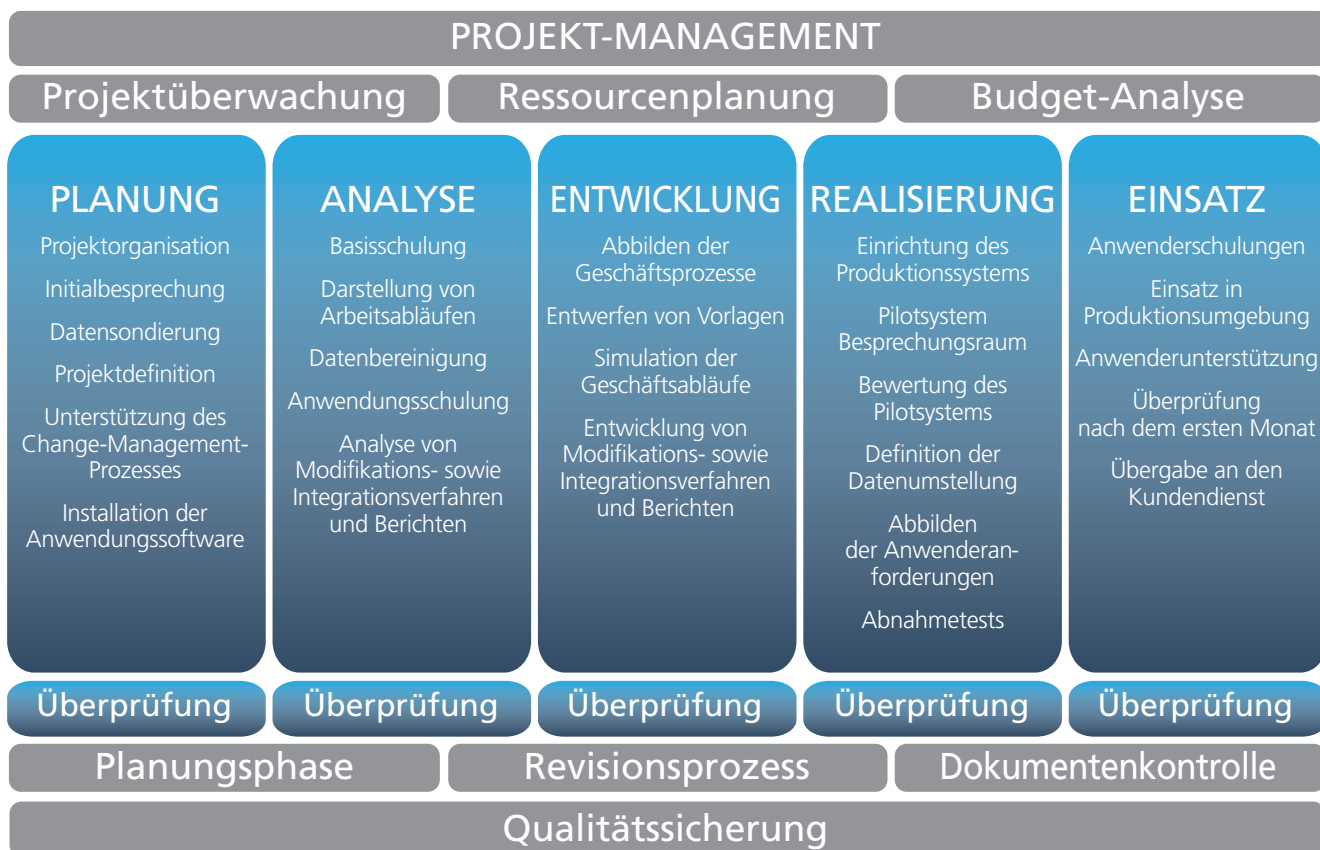 PROJEKT-MANAGEMENT
Projektüberwachung
Ressourcenplanung
Budget-Analyse
PLANUNG
Projektorganisation
Initialbesprechung
Datensondierung
Projektdefinition
Unterstützung des
Change-Management-
Prozesses
Installation der
Anwendungssoftware
ANALYSE
Basisschulung
Darstellung von
Arbeitsabläufen
Datenbereinigung
Anwendungsschulung
Analyse von
Modifikations- sowie
Integrationsverfahren
und Berichten
ENTWICKLUNG
Abbilden der
Geschäftsprozesse
Entwerfen von Vorlagen
Simulation der
Geschäftsabläufe
Entwicklung von
Modifikations- sowie
Integrationsverfahren
und Berichten
REALISIERUNG
Einrichtung des
Produktionssystems
Pilotsystem
Besprechungsraum
Bewertung des
Pilotsystems
Definition der
Datenumstellung
Abbilden
der Anwenderan-
forderungen
Abnahmetests
EINSATZ
Anwenderschulungen
Einsatz in
Produktionsumgebung
Anwenderunterstützung
Überprüfung
nach dem ersten Monat
Übergabe an den
Kundendienst
Überprüfung
Überprüfung
Überprüfung
Überprüfung
Überprüfung
Planungsphase
Revisionsprozess
Dokumentenkontrolle
Qualitätssicherung